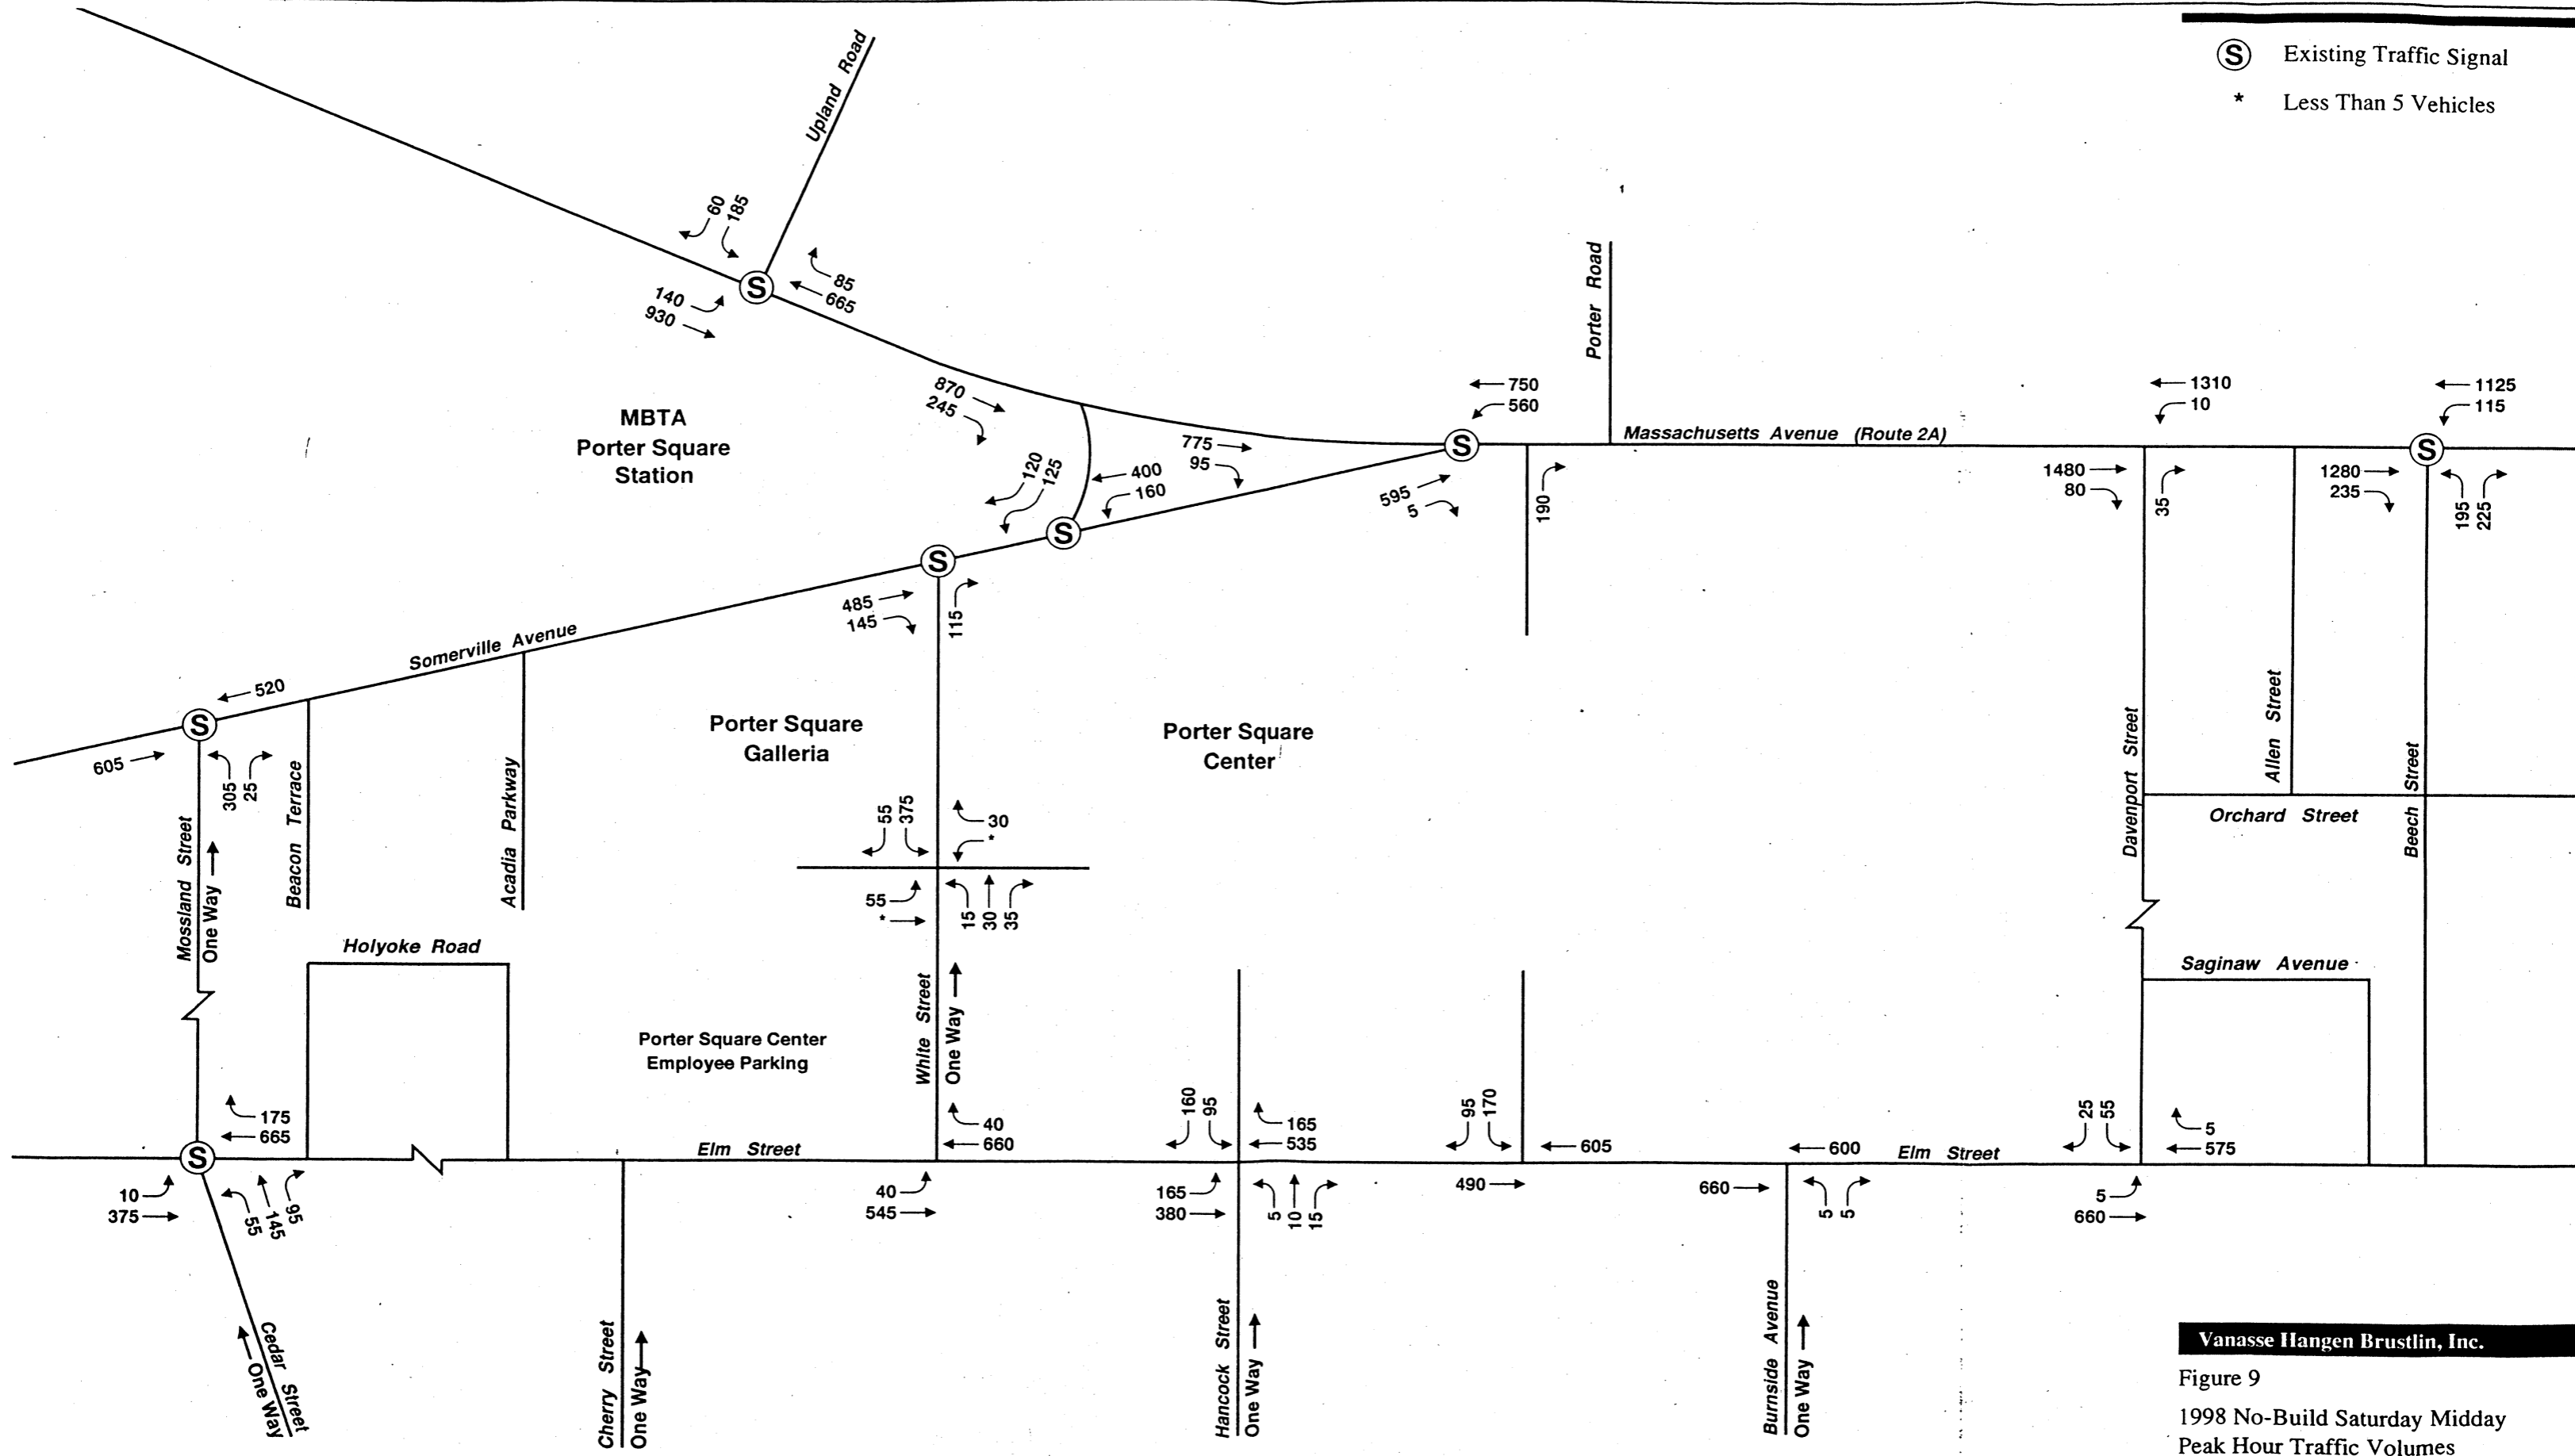 S Existing Traffic Signal
* Less Than 5 Vehicles
Upland Road
60
185
S
85
665
140
930
Porter Road
870
245
MBTA
Porter Square
Station
120
125
400
160
775
95
750
560
S
Massachusetts Avenue (Route 2A)
595
5
190
1310
10
1125
115
S
1480
80
35
1280
235
195
225
S
S
485
145
115
Somerville Avenue
520
S
605
305
25
Mossland Street
One Way
Beacon Terrace
Acadia Parkway
Porter Square
Galleria
Porter Square
Center
Davenport Street
Allen Street
Beech Street
Orchard Street
55
375
30
*
55
*
15
30
35
Holyoke Road
White Street
One Way
Saginaw Avenue
Porter Square Center
Employee Parking
175
665
S
10
375
55
145
95
Elm Street
40
660
40
545
160
95
165
535
165
380
5
10
15
95
170
605
490
600
Elm Street
660
5
5
25
55
5
575
5
660
Cedar Street
One Way
Cherry Street
One Way
Hancock Street
One Way
Burnside Avenue
One Way
Vanasse Hangen Brustlin, Inc.
Figure 9
1998 No-Build Saturday Midday
Peak Hour Traffic Volumes